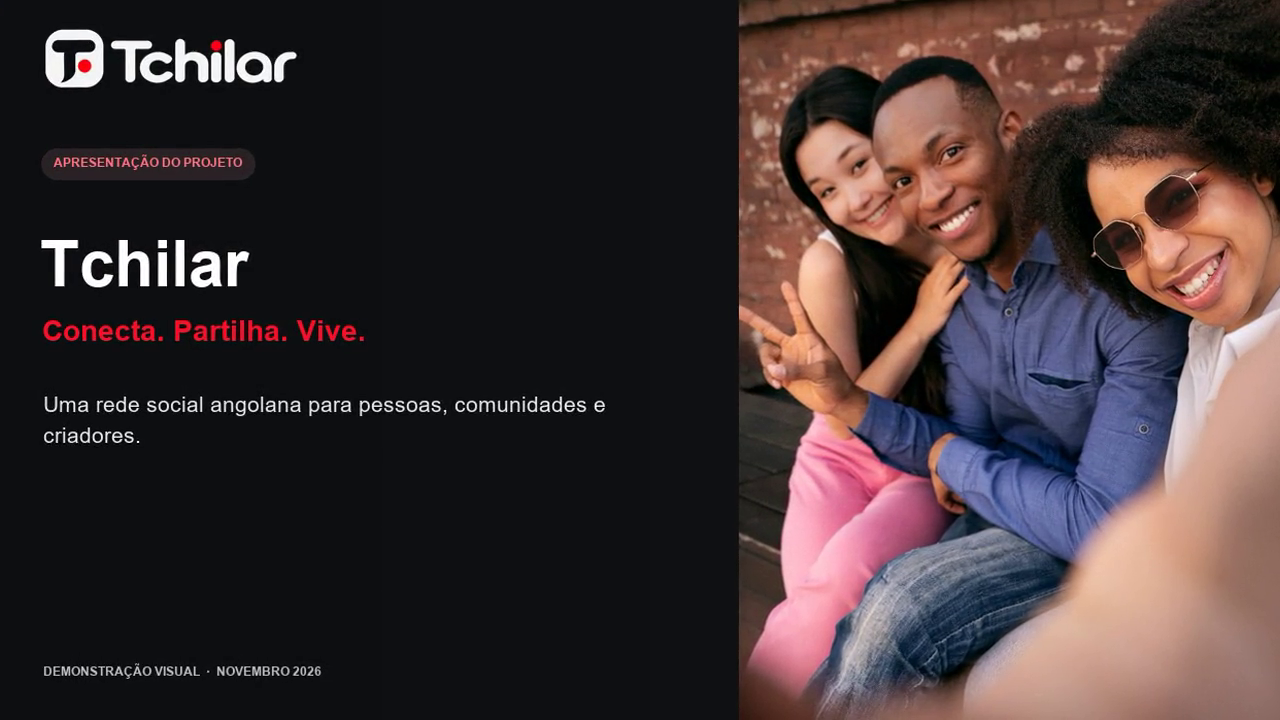 Tchilar
APRESENTAÇÃO DO PROJETO
Tchilar
Conecta. Partilha. Vive.
Uma rede social angolana para pessoas, comunidades e
criadores.
DEMONSTRAÇÃO VISUAL · NOVEMBRO 2026